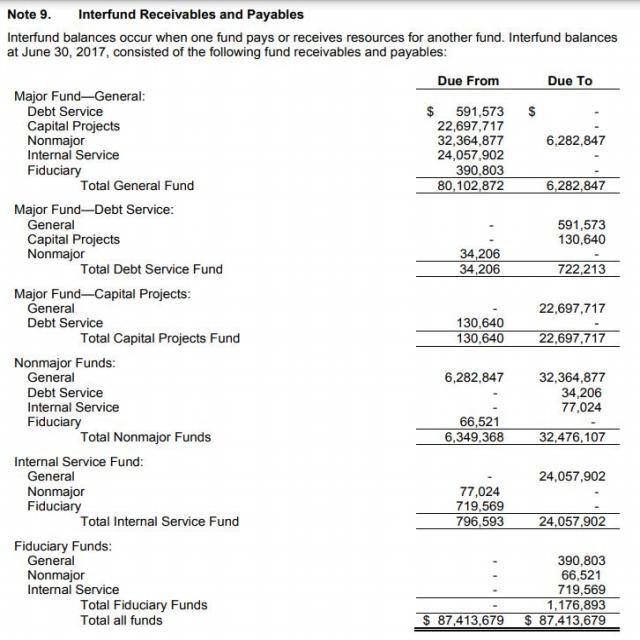 Note 9. Interfund Receivables and Payables
Interfund balances occur when one fund pays or receives resources for another fund. Interfund balances
at June 30, 2017, consisted of the following fund receivables and payables:
Due From Due To
Major Fund—General:
Debt Service $ 591,573 $ -
Capital Projects 22,697,717 -
Nonmajor 32,364,877 6,282,847
Internal Service 24,057,902 -
Fiduciary 390,803 -
Total General Fund 80,102,872 6,282,847
Major Fund—Debt Service:
General - 591,573
Capital Projects - 130,640
Nonmajor 34,206 -
Total Debt Service Fund 34,206 722,213
Major Fund—Capital Projects:
General - 22,697,717
Debt Service 130,640 -
Total Capital Projects Fund 130,640 22,697,717
Nonmajor Funds:
General 6,282,847 32,364,877
Debt Service - 34,206
Internal Service - 77,024
Fiduciary 66,521 -
Total Nonmajor Funds 6,349,368 32,476,107
Internal Service Fund:
General - 24,057,902
Nonmajor 77,024 -
Fiduciary 719,569 -
Total Internal Service Fund 796,593 24,057,902
Fiduciary Funds:
General - 390,803
Nonmajor - 66,521
Internal Service - 719,569
Total Fiduciary Funds - 1,176,893
Total all funds $ 87,413,679 $ 87,413,679